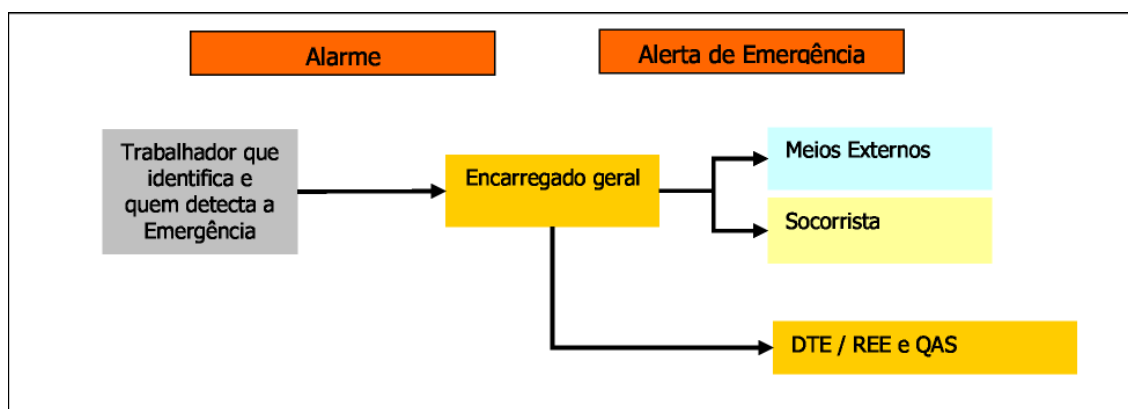 Alarme
Alerta de Emergência
Trabalhador que
identifica e
quem detecta a
Emergência
Encarregado geral
Meios Externos
Socorrista
DTE / REE e QAS